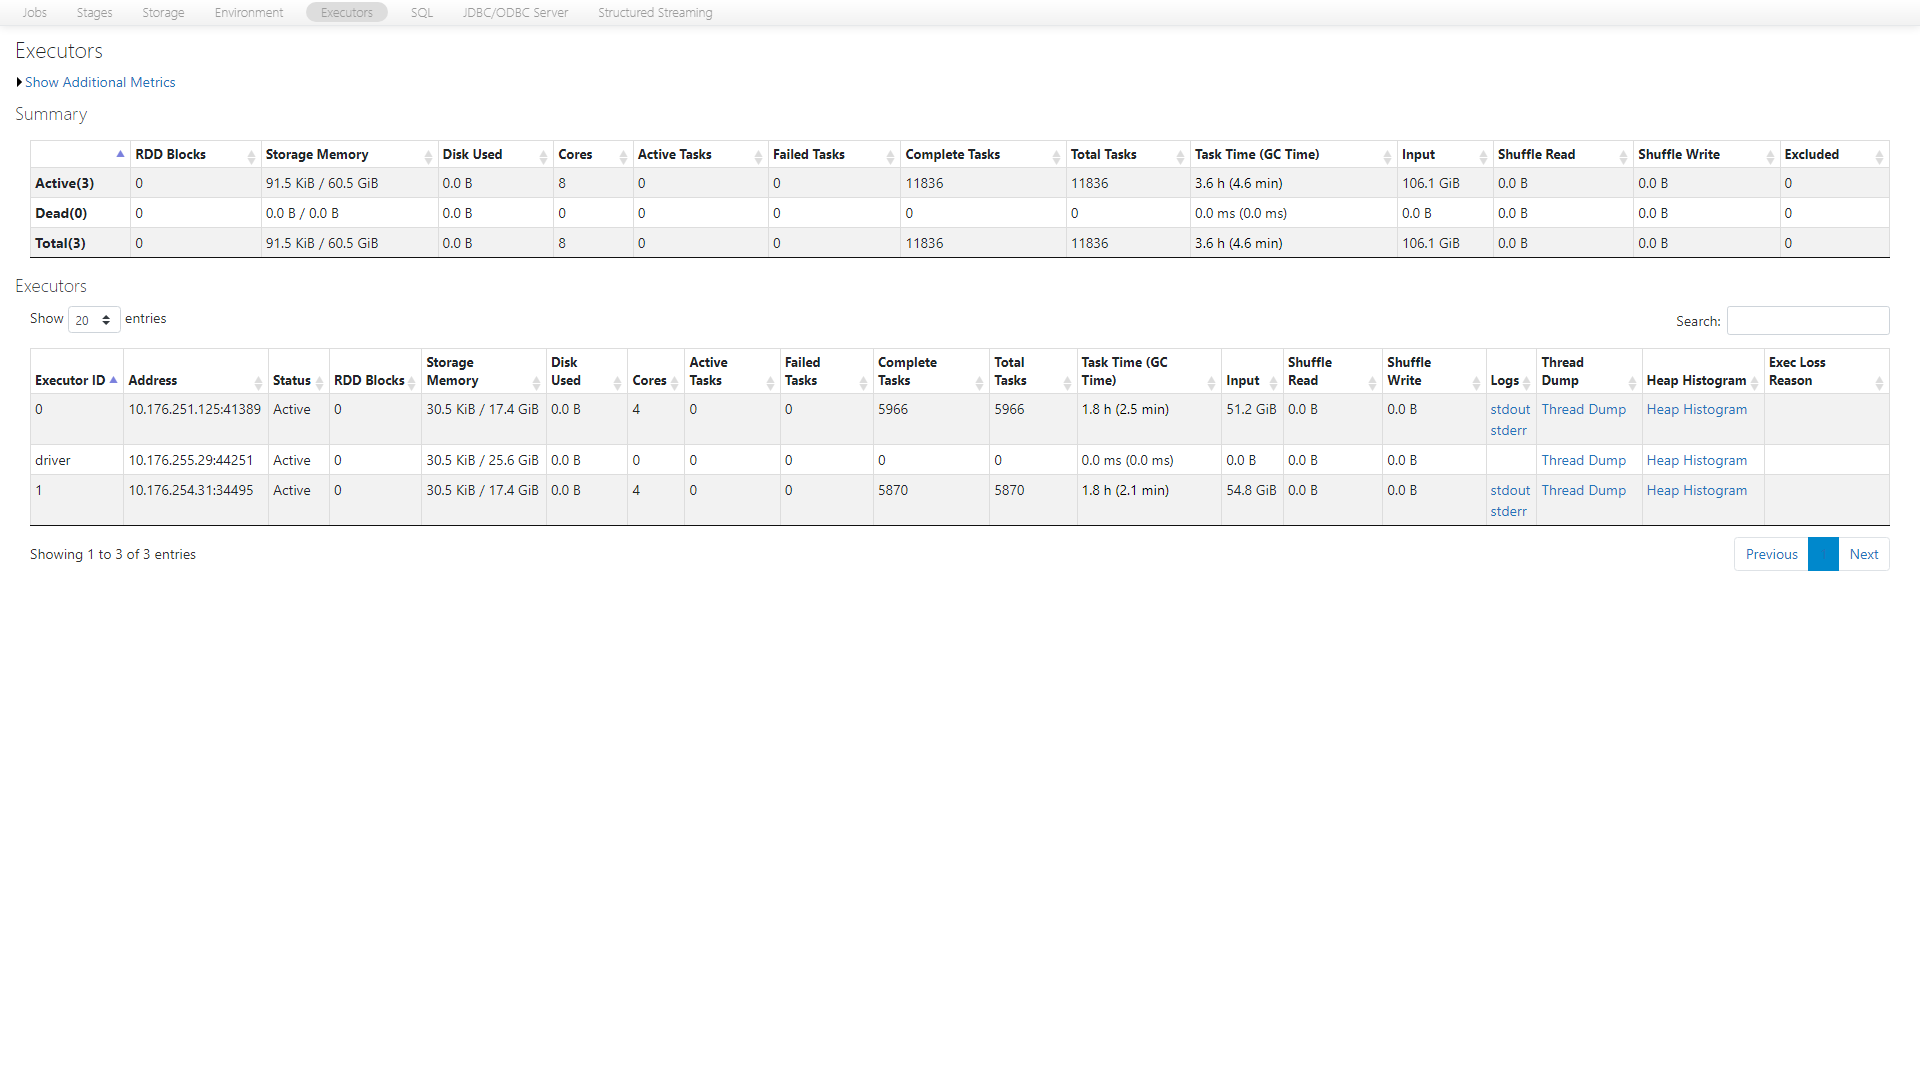 Jobs Stages Storage Environment Executors SQL JDBC/ODBC Server Structured Streaming
Executors
Show Additional Metrics
Summary
RDD Blocks Storage Memory Disk Used Cores Active Tasks Failed Tasks Complete Tasks Total Tasks Task Time (GC Time) Input Shuffle Read Shuffle Write Excluded
Active(3) 0 91.5 KiB / 60.5 GiB 0.0 B 8 0 0 11836 11836 3.6 h (4.6 min) 106.1 GiB 0.0 B 0.0 B 0
Dead(0) 0 0.0 B / 0.0 B 0.0 B 0 0 0 0 0 0.0 ms (0.0 ms) 0.0 B 0.0 B 0.0 B 0
Total(3) 0 91.5 KiB / 60.5 GiB 0.0 B 8 0 0 11836 11836 3.6 h (4.6 min) 106.1 GiB 0.0 B 0.0 B 0
Executors
Show 20 entries Search:
Storage Disk Active Failed Complete Total Task Time (GC Shuffle Shuffle Thread Exec Loss
Executor ID Address Status RDD Blocks Memory Used Cores Tasks Tasks Tasks Tasks Time) Input Read Write Logs Dump Heap Histogram Reason
0 10.176.251.125:41389 Active 0 30.5 KiB / 17.4 GiB 0.0 B 4 0 0 5966 5966 1.8 h (2.5 min) 51.2 GiB 0.0 B 0.0 B stdout Thread Dump Heap Histogram
stderr
driver 10.176.255.29:44251 Active 0 30.5 KiB / 25.6 GiB 0.0 B 0 0 0 0 0 0.0 ms (0.0 ms) 0.0 B 0.0 B 0.0 B Thread Dump Heap Histogram
1 10.176.254.31:34495 Active 0 30.5 KiB / 17.4 GiB 0.0 B 4 0 0 5870 5870 1.8 h (2.1 min) 54.8 GiB 0.0 B 0.0 B stdout Thread Dump Heap Histogram
stderr
Showing 1 to 3 of 3 entries Previous Next